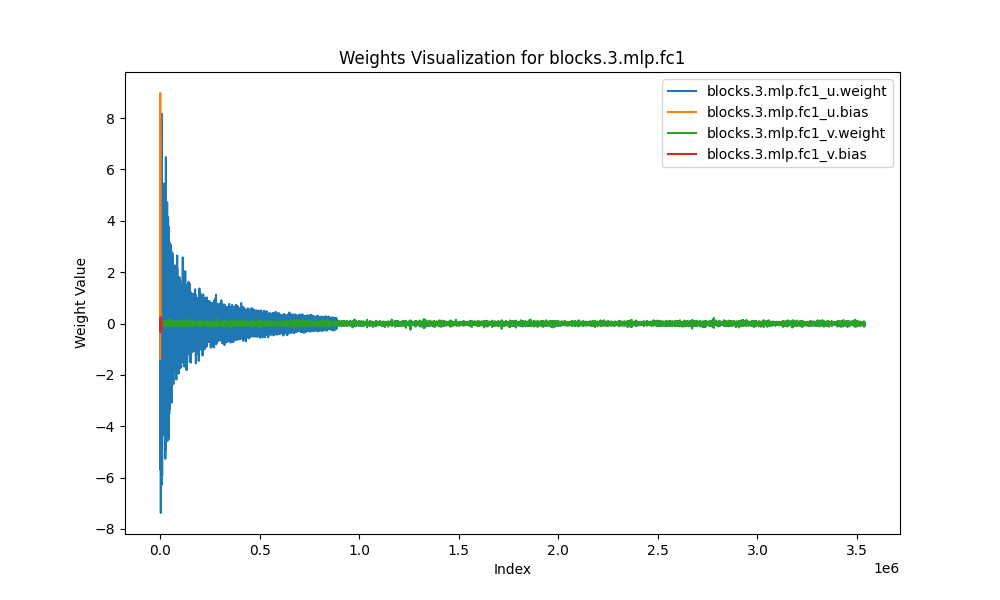 Weights Visualization for blocks.3.mlp.fc1
blocks.3.mlp.fc1_u.weight
blocks.3.mlp.fc1_u.bias
blocks.3.mlp.fc1_v.weight
blocks.3.mlp.fc1_v.bias
Weight Value
8
6
4
2
0
−2
−4
−6
−8
0.0 0.5 1.0 1.5 2.0 2.5 3.0 3.5
1e6
Index